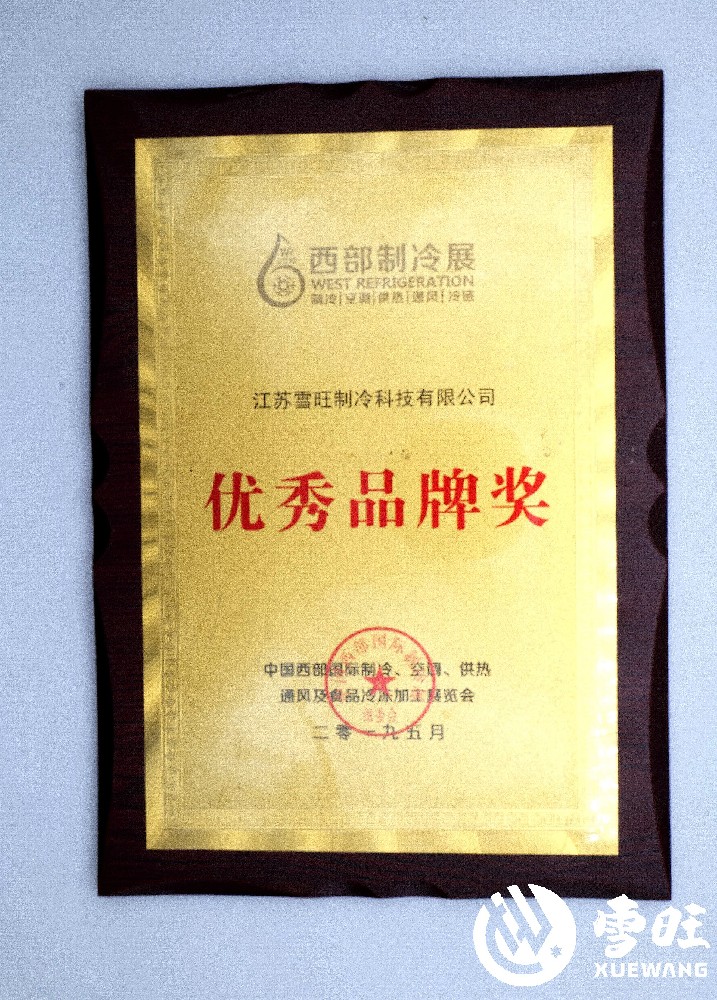 西部制冷展
WEST REFRIGERATION
制冷|空调|供热|通风|冷链
江苏雪旺制冷科技有限公司
优秀品牌奖
中国西部国际制冷、空调、供热
通风及食品冷冻加工展览会
二零一九五月
雪旺
XUEWANG